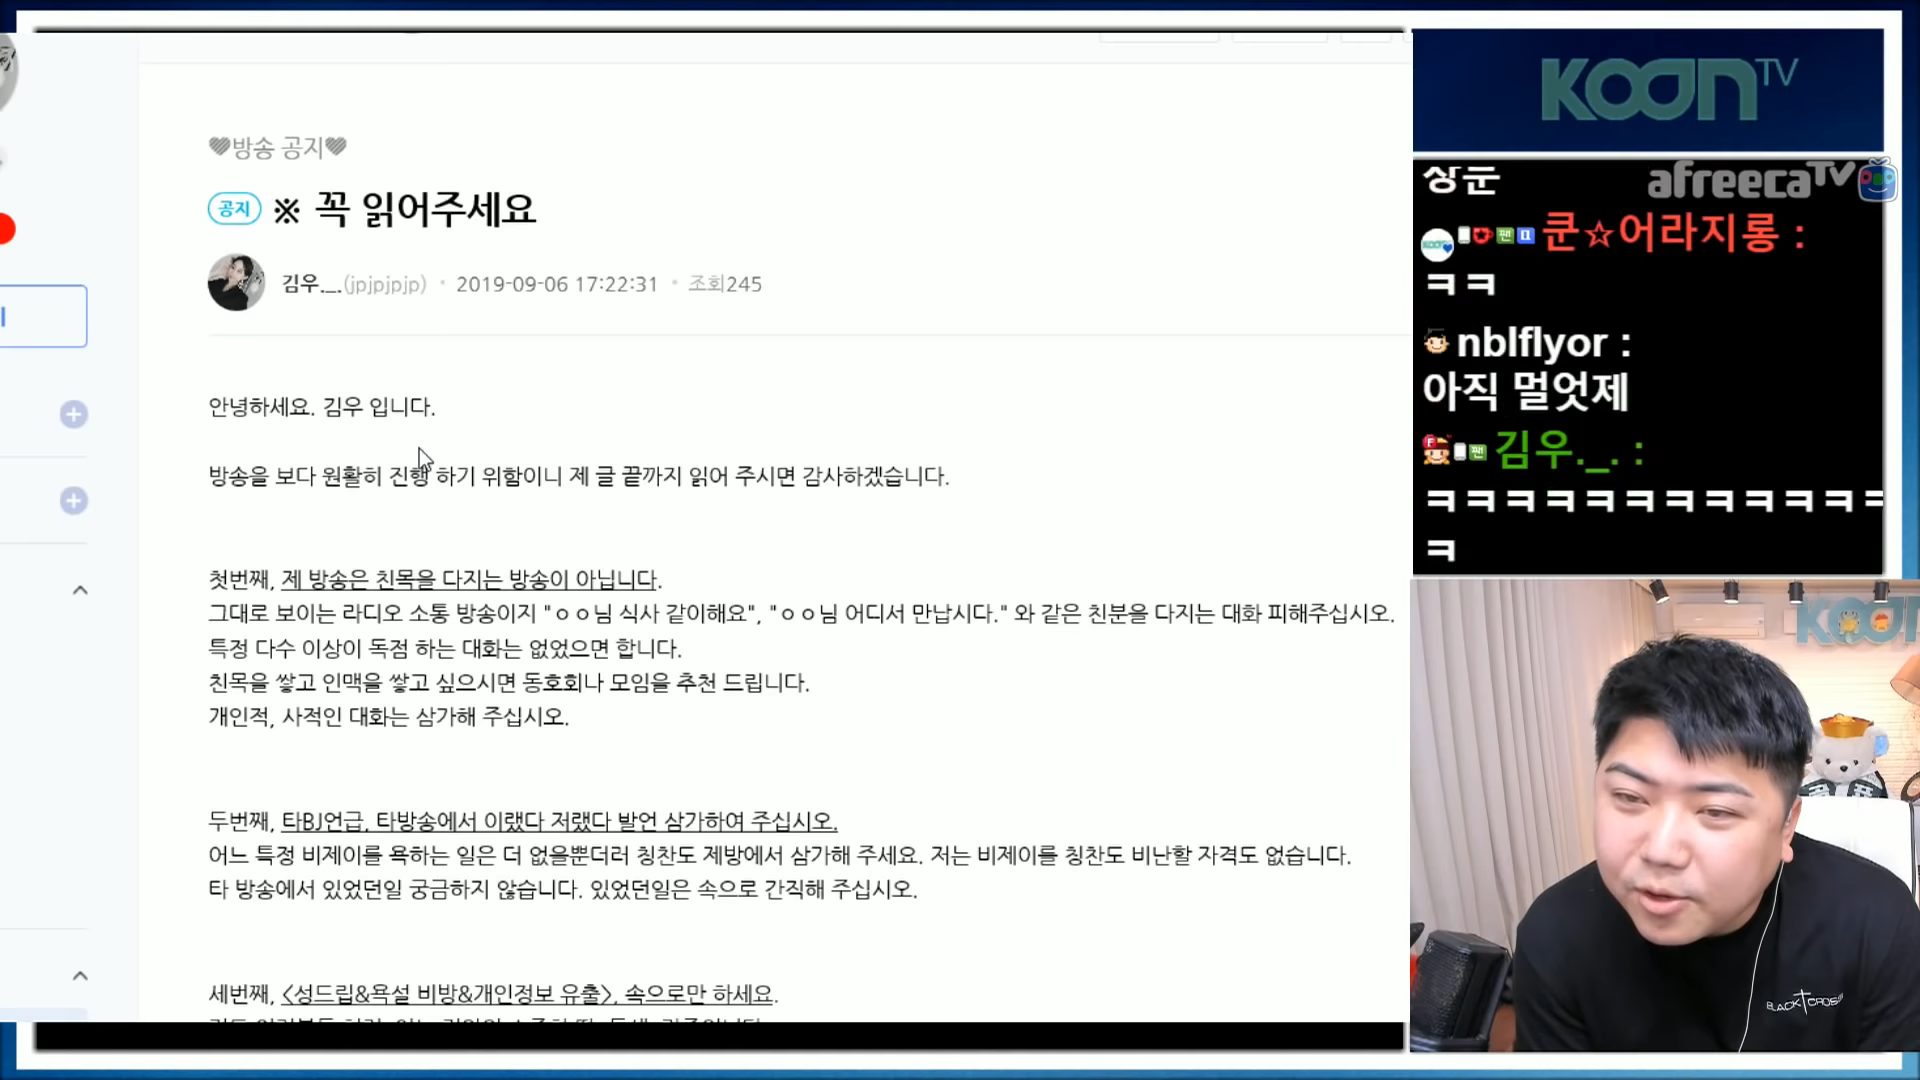 ♥방송 공지♥
공지 ※ 꼭 읽어주세요
김우._.(jpjpjpjp) · 2019-09-06 17:22:31 · 조회245
안녕하세요. 김우 입니다.
방송을 보다 원활히 진행 하기 위함이니 제 글 끝까지 읽어 주시면 감사하겠습니다.
첫번째, 제 방송은 친목을 다지는 방송이 아닙니다.
그대로 보이는 라디오 소통 방송이지 "ㅇㅇ님 식사 같이해요", "ㅇㅇ님 어디서 만납시다." 와 같은 친분을 다지는 대화 피해주십시오.
특정 다수 이상이 독점 하는 대화는 없었으면 합니다.
친목을 쌓고 인맥을 쌓고 싶으시면 동호회나 모임을 추천 드립니다.
개인적, 사적인 대화는 삼가해 주십시오.
두번째, 타BJ언급, 타방송에서 이랬다 저랬다 발언 삼가하여 주십시오.
어느 특정 비제이를 욕하는 일은 더 없을뿐더러 칭찬도 제방에서 삼가해 주세요. 저는 비제이를 칭찬도 비난할 자격도 없습니다.
타 방송에서 있었던일 궁금하지 않습니다. 있었던일은 속으로 간직해 주십시오.
세번째, <성드립&욕설 비방&개인정보 유출>, 속으로만 하세요.
KOON TV
afreecaTV
쿤☆어라지롱 :
ㅋㅋ
nblflyor :
아직 멀엇제
김우._. :
ㅋㅋㅋㅋㅋㅋㅋㅋㅋㅋㅋㅋ
ㅋ
KOON
BLACK CROSS